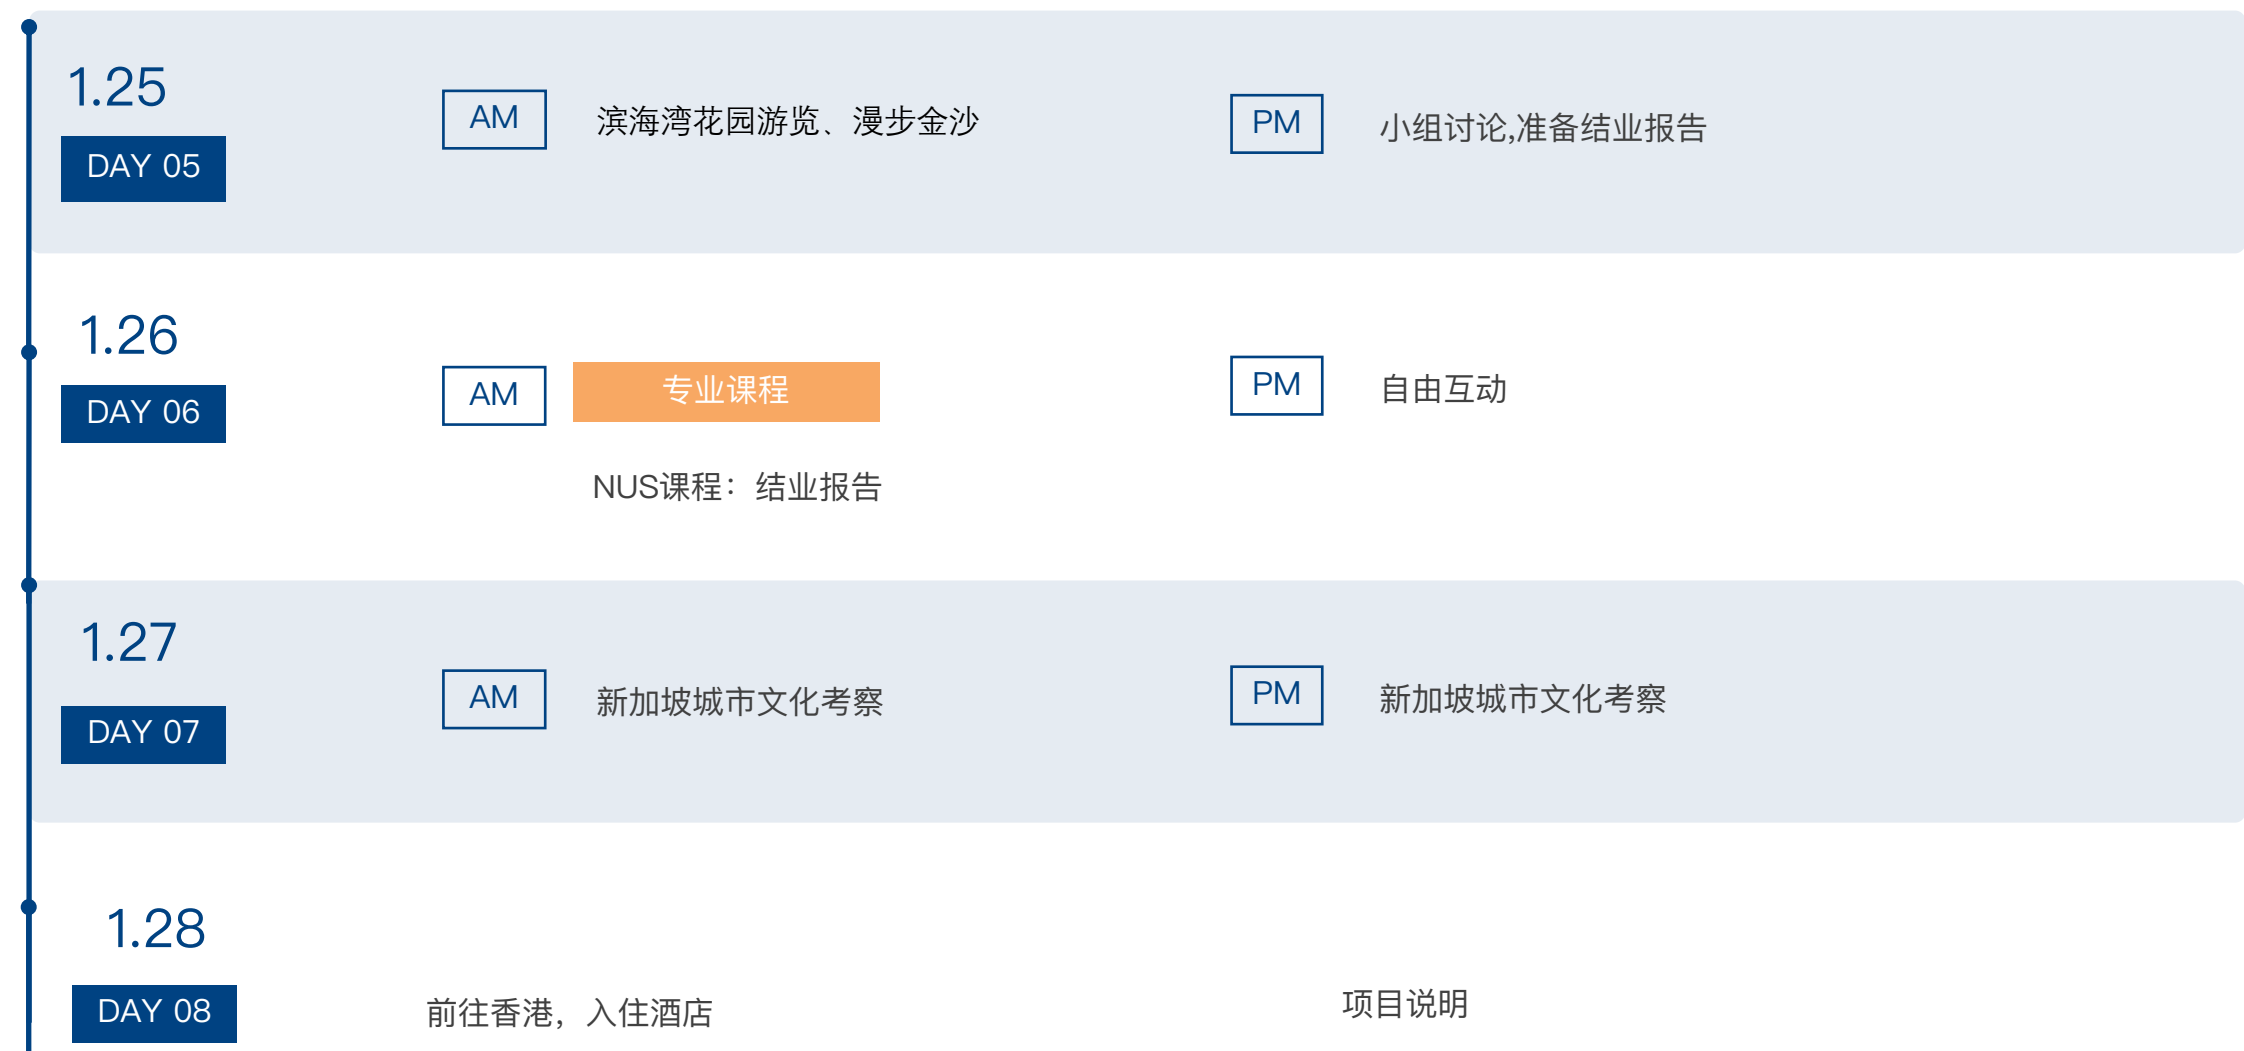 1.25
DAY 05
AM
滨海湾花园游览、漫步金沙
PM
小组讨论,准备结业报告
1.26
DAY 06
AM
专业课程
NUS课程：结业报告
PM
自由互动
1.27
DAY 07
AM
新加坡城市文化考察
PM
新加坡城市文化考察
1.28
DAY 08
前往香港，入住酒店
项目说明